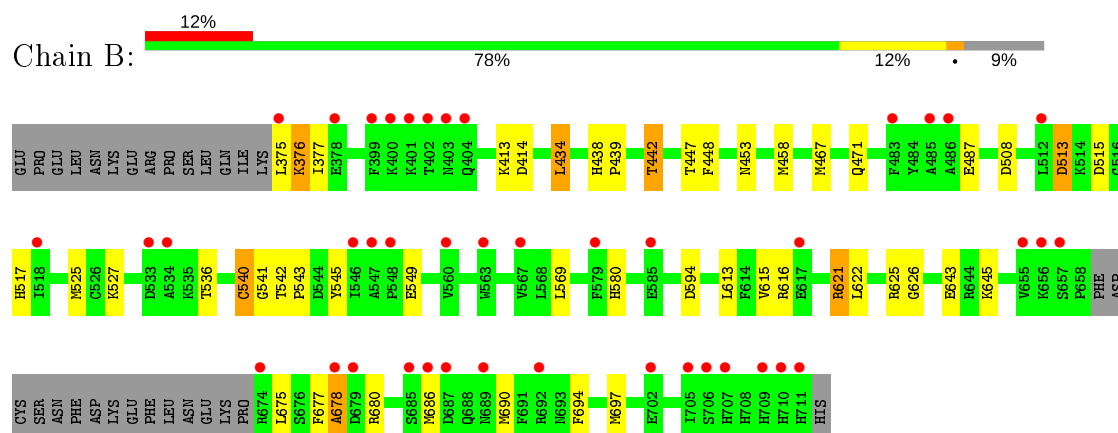 12%
Chain B:
78% 12% • 9%
GLU PRO GLU LEU ASN LYS GLU ARG PRO SER LEU GLN ILE LYS L375 K376 I377 E378 F399 K400 K401 T402 N403 Q404 K413 D414 L434 H438 P439 T442 T447 F448 N453 M458 M467 Q471 F483 Y484 A485 A486 E487 D508 L512 D513 K514 D515 G516
H517 I518 M525 C526 K527 D533 A534 K535 T536 C540 G541 T542 P543 D544 Y545 I546 A547 P548 E549 V560 W563 V567 L568 L569 F579 H580 E585 D594 L613 F614 V615 R616 E617 R621 L622 R625 G626 E643 R644 K645 V655 K656 S657 P658 PHE ASP
CYS SER ASN PHE ASP LYS GLU PHE LEU ASN GLU LYS PRO R674 L675 S676 F677 A678 D679 R680 S685 M686 D687 Q688 N689 M690 F691 R692 N693 F694 M697 E702 I705 S706 H707 H708 H709 H710 H711 HIS